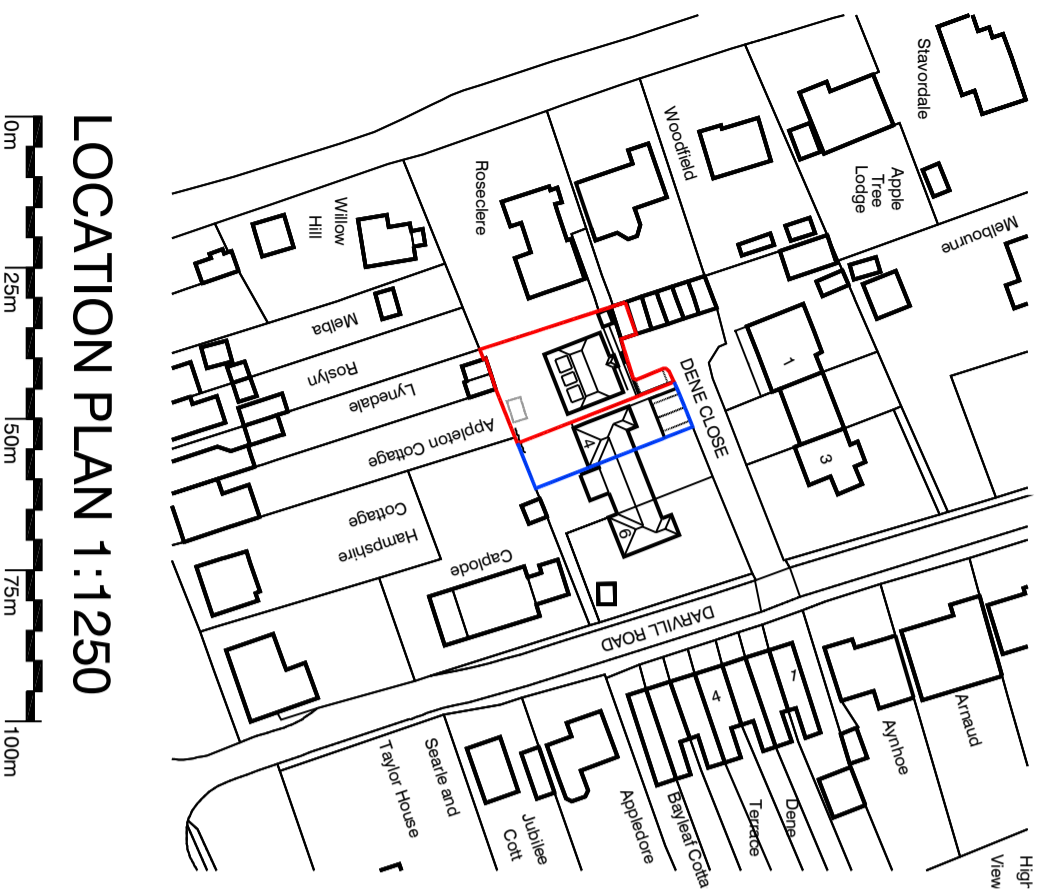 LOCATION PLAN 1:1250
0m
25m
50m
75m
100m
Stavordale
Apple
Tree
Lodge
Melbourne
Woodfield
Roseclere
Willow
Hill
Melba
Roslyn
Lynedale
Appleton Cottage
Hampshire
Cottage
Caplode
DENE CLOSE
1
3
4
6
DARVILL ROAD
7
4
Arnaud
Aynhoe
Dene
Terrace
Bayleaf Cotta
Appledore
Jubilee
Cott
Searle and
Taylor House
High
View